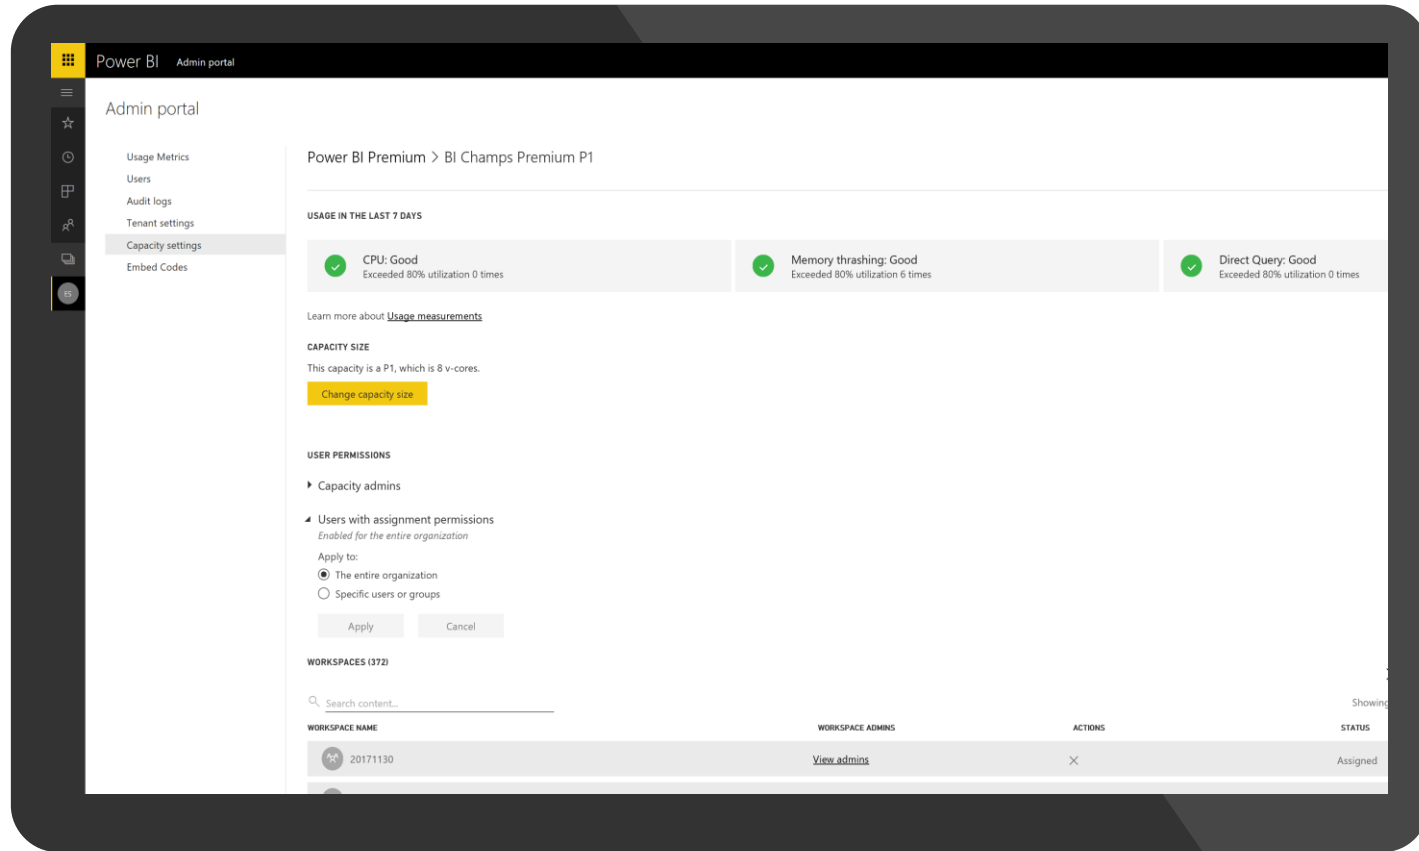 Power BI Admin portal
Admin portal
Usage Metrics
Users
Audit logs
Tenant settings
Capacity settings
Embed Codes
ES
Power BI Premium > BI Champs Premium P1
USAGE IN THE LAST 7 DAYS
CPU: Good
Exceeded 80% utilization 0 times
Memory thrashing: Good
Exceeded 80% utilization 6 times
Direct Query: Good
Exceeded 80% utilization 0 times
Learn more about Usage measurements
CAPACITY SIZE
This capacity is a P1, which is 8 v-cores.
Change capacity size
USER PERMISSIONS
Capacity admins
Users with assignment permissions
Enabled for the entire organization
Apply to:
The entire organization
Specific users or groups
Apply Cancel
WORKSPACES (372)
Search content...
Showing
WORKSPACE NAME WORKSPACE ADMINS ACTIONS STATUS
20171130 View admins Assigned